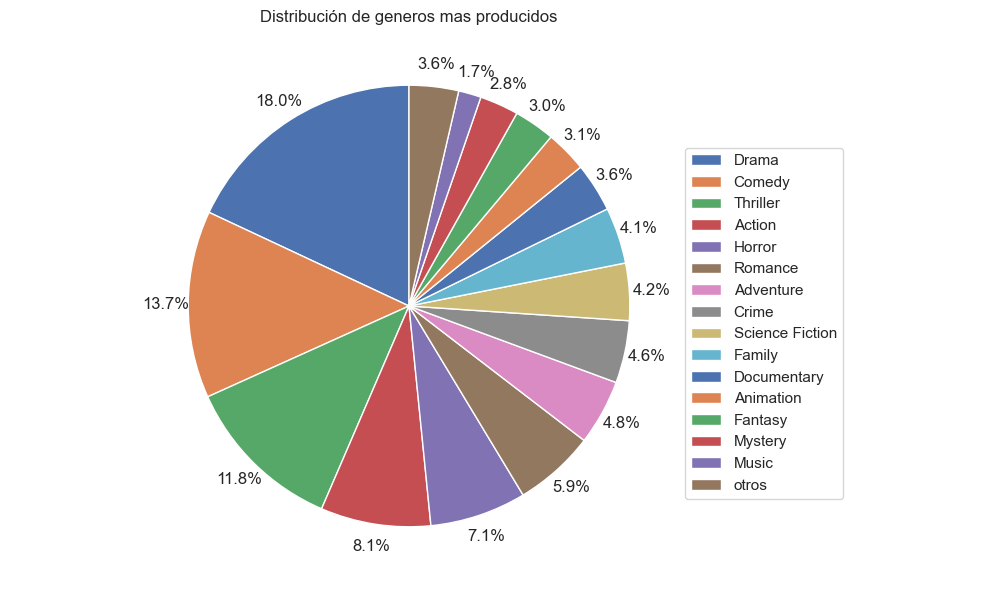 Distribución de generos mas producidos
3.6%
1.7%
2.8%
3.0%
3.1%
3.6%
4.1%
4.2%
4.6%
4.8%
5.9%
7.1%
8.1%
11.8%
13.7%
18.0%
Drama
Comedy
Thriller
Action
Horror
Romance
Adventure
Crime
Science Fiction
Family
Documentary
Animation
Fantasy
Mystery
Music
otros